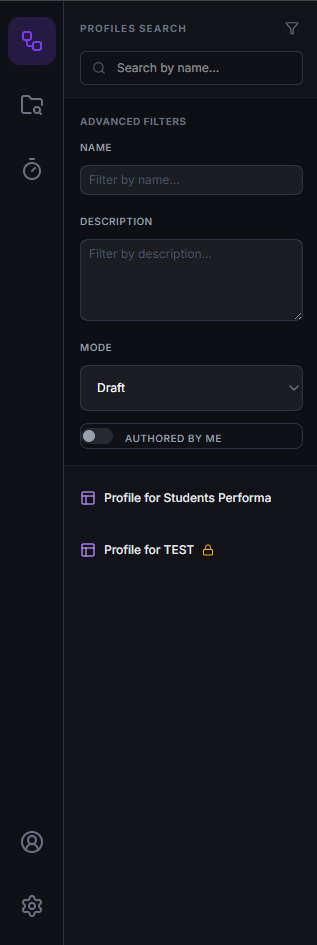 PROFILES SEARCH
Search by name...
ADVANCED FILTERS
NAME
Filter by name...
DESCRIPTION
Filter by description...
MODE
Draft
AUTHORED BY ME
Profile for Students Performa
Profile for TEST